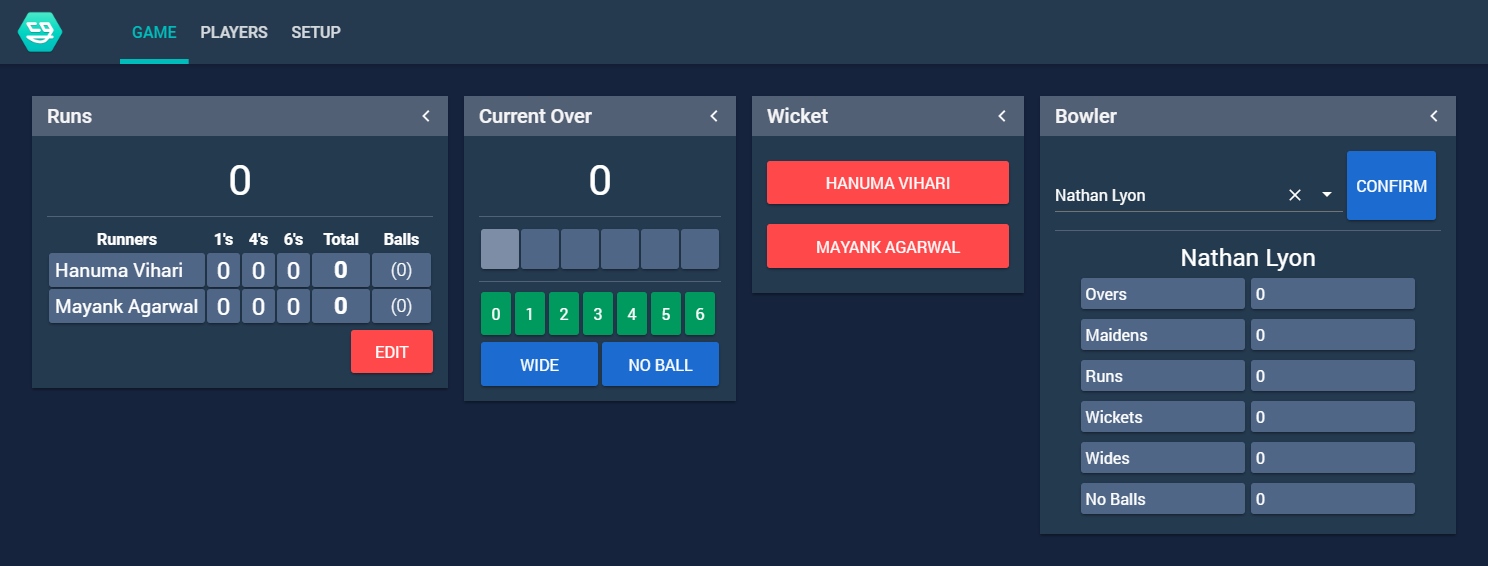 GAME PLAYERS SETUP
Runs
0
Runners 1's 4's 6's Total Balls
Hanuma Vihari 0 0 0 0 (0)
Mayank Agarwal 0 0 0 0 (0)
EDIT
Current Over
0
0 1 2 3 4 5 6
WIDE NO BALL
Wicket
HANUMA VIHARI
MAYANK AGARWAL
Bowler
Nathan Lyon
CONFIRM
Nathan Lyon
Overs 0
Maidens 0
Runs 0
Wickets 0
Wides 0
No Balls 0